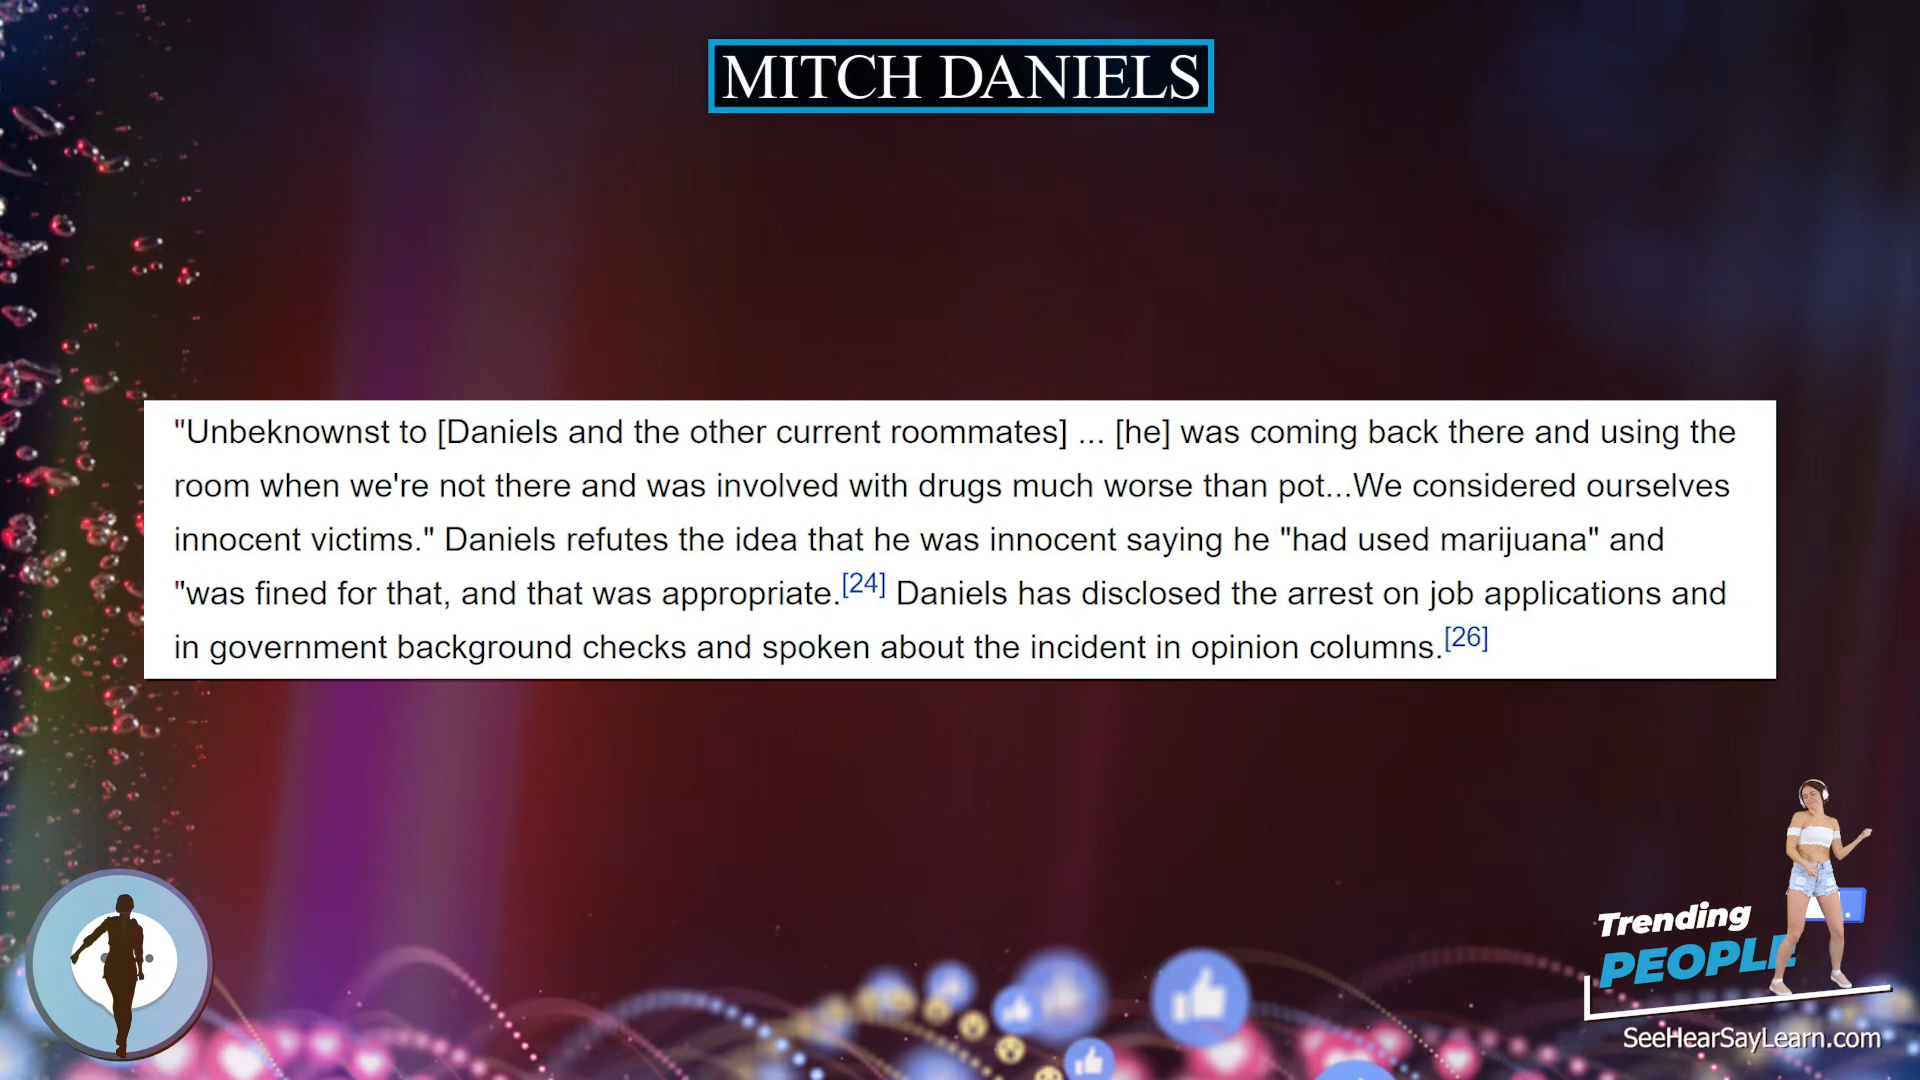 MITCH DANIELS
"Unbeknownst to [Daniels and the other current roommates] ... [he] was coming back there and using the
room when we're not there and was involved with drugs much worse than pot...We considered ourselves
innocent victims." Daniels refutes the idea that he was innocent saying he "had used marijuana" and
"was fined for that, and that was appropriate.[24] Daniels has disclosed the arrest on job applications and
in government background checks and spoken about the incident in opinion columns.[26]
Trending
PEOPLE
SeeHearSayLearn.com